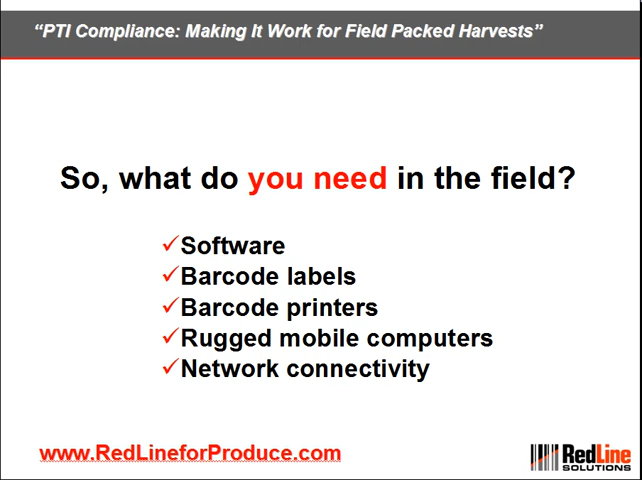 “PTI Compliance: Making It Work for Field Packed Harvests”
So, what do you need in the field?
✓Software
✓Barcode labels
✓Barcode printers
✓Rugged mobile computers
✓Network connectivity
www.RedLineforProduce.com
RedLine
SOLUTIONS